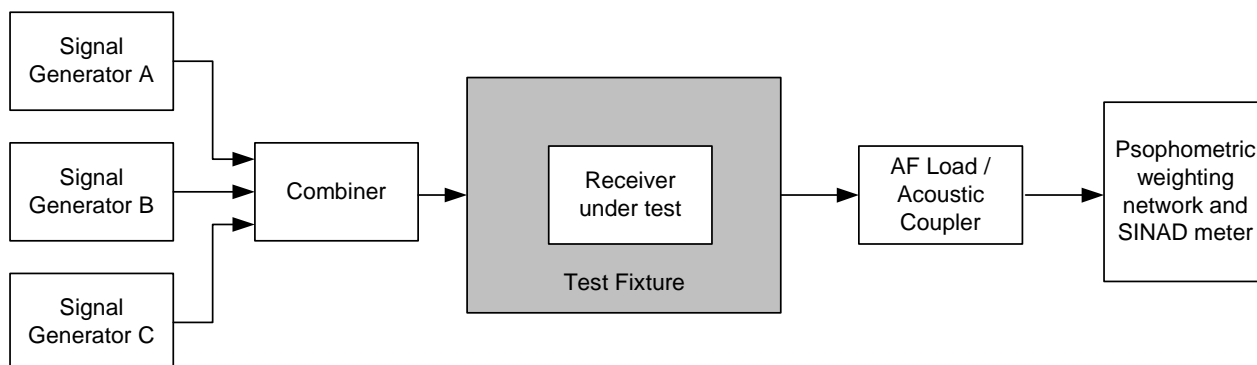 Signal
Generator A
Signal
Generator B
Signal
Generator C
Combiner
Receiver
under test
Test Fixture
AF Load /
Acoustic
Coupler
Psophometric
weighting
network and
SINAD meter